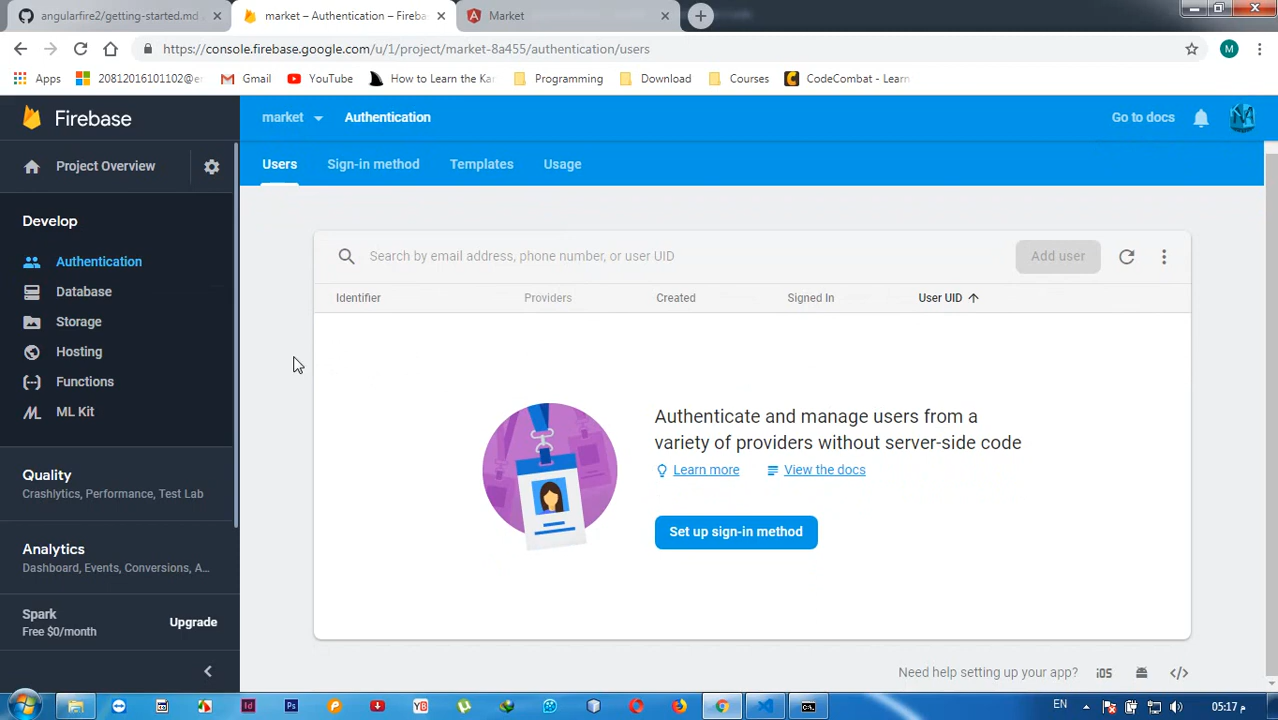 angularfire2/getting-started.md
market – Authentication – Fireba
Market
https://console.firebase.google.com/u/1/project/market-8a455/authentication/users
M
Apps
20812016101102@e
Gmail
YouTube
How to Learn the Kar
Programming
Download
Courses
CodeCombat - Learn
Firebase
market
Authentication
Go to docs
Project Overview
Users
Sign-in method
Templates
Usage
Develop
Authentication
Database
Storage
Hosting
Functions
ML Kit
Search by email address, phone number, or user UID
Add user
Identifier
Providers
Created
Signed In
User UID
Authenticate and manage users from a
variety of providers without server-side code
Learn more
View the docs
Set up sign-in method
Quality
Crashlytics, Performance, Test Lab
Analytics
Dashboard, Events, Conversions, A...
Spark
Free $0/month
Upgrade
Need help setting up your app?
iOS
EN
05:17 م